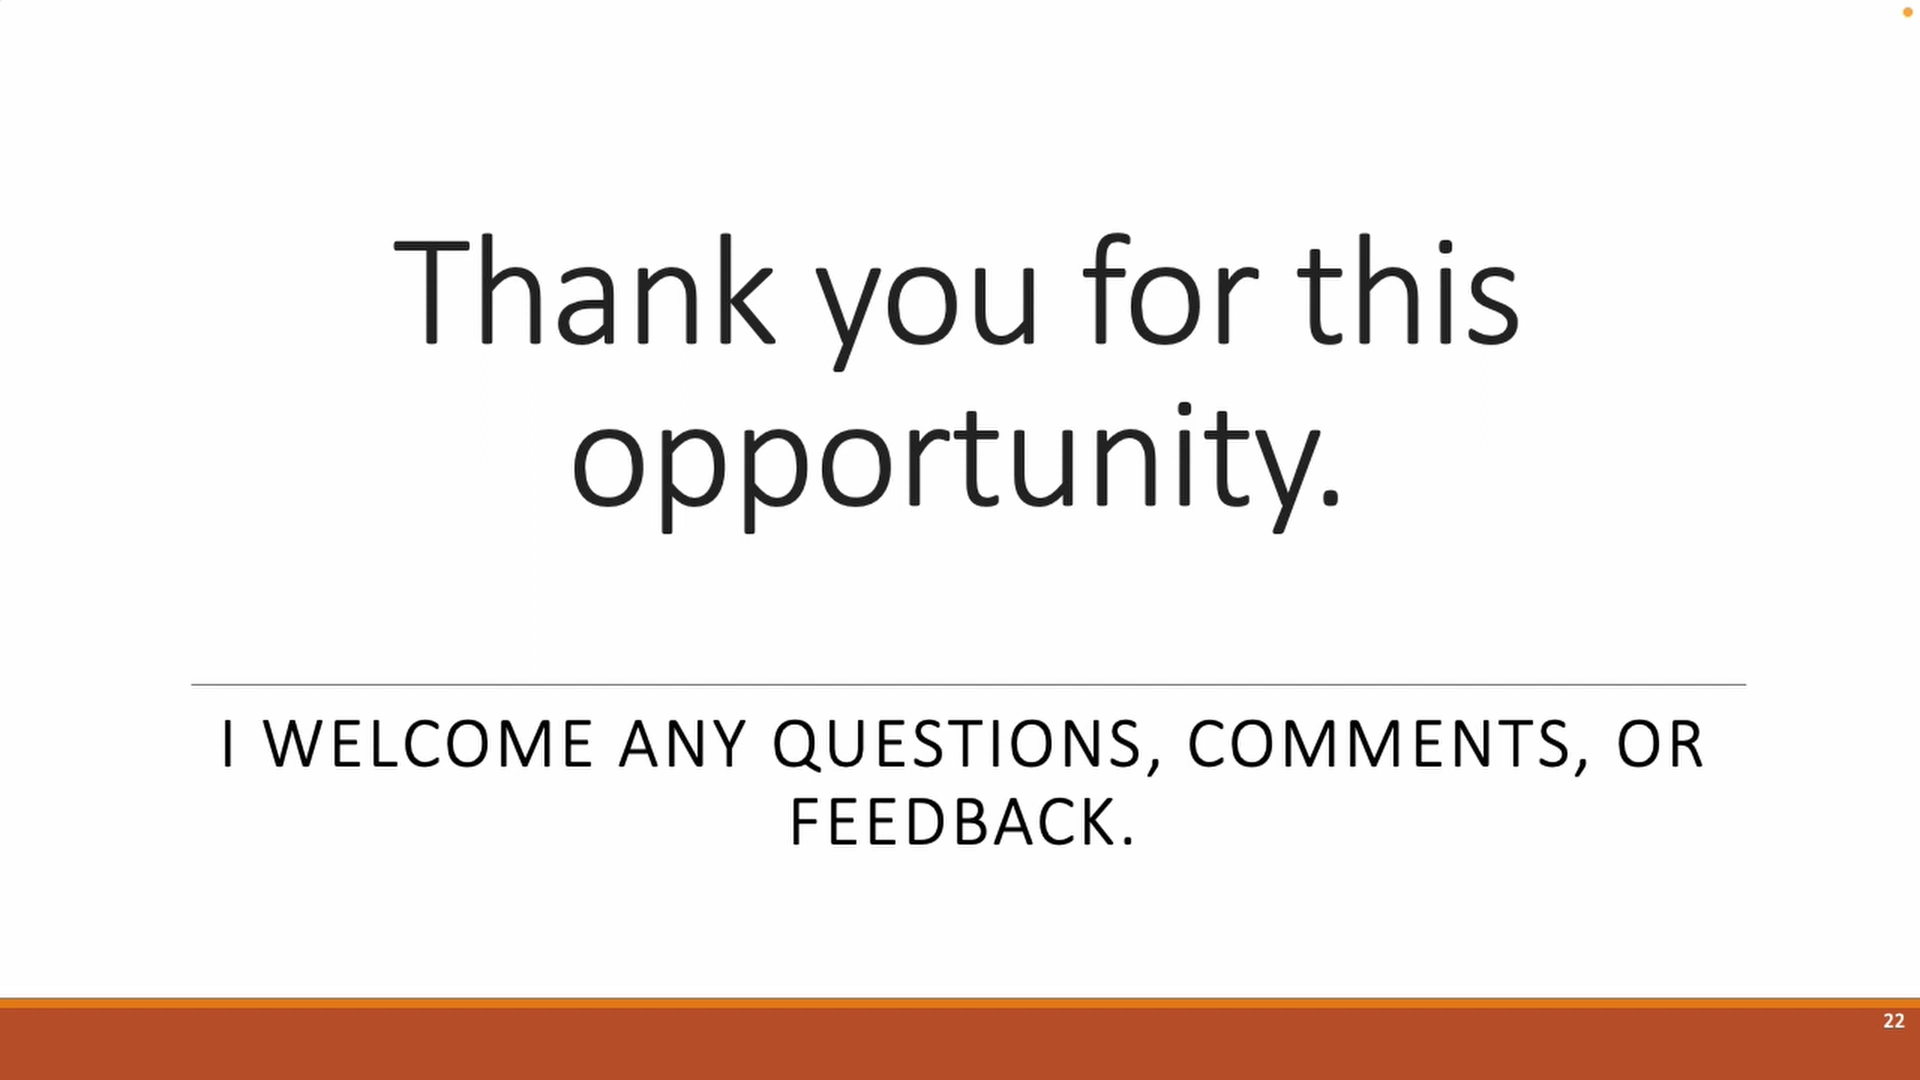 Thank you for this
opportunity.
I WELCOME ANY QUESTIONS, COMMENTS, OR
FEEDBACK.
22